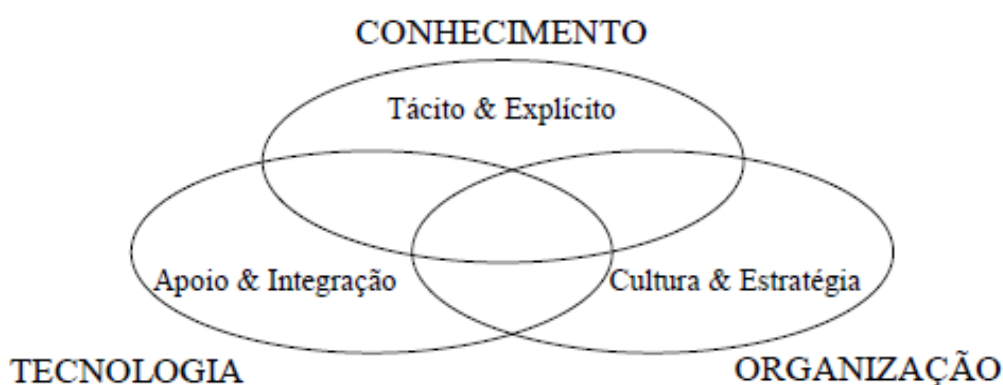 CONHECIMENTO
Tácito & Explícito
Apoio & Integração
Cultura & Estratégia
TECNOLOGIA
ORGANIZAÇÃO